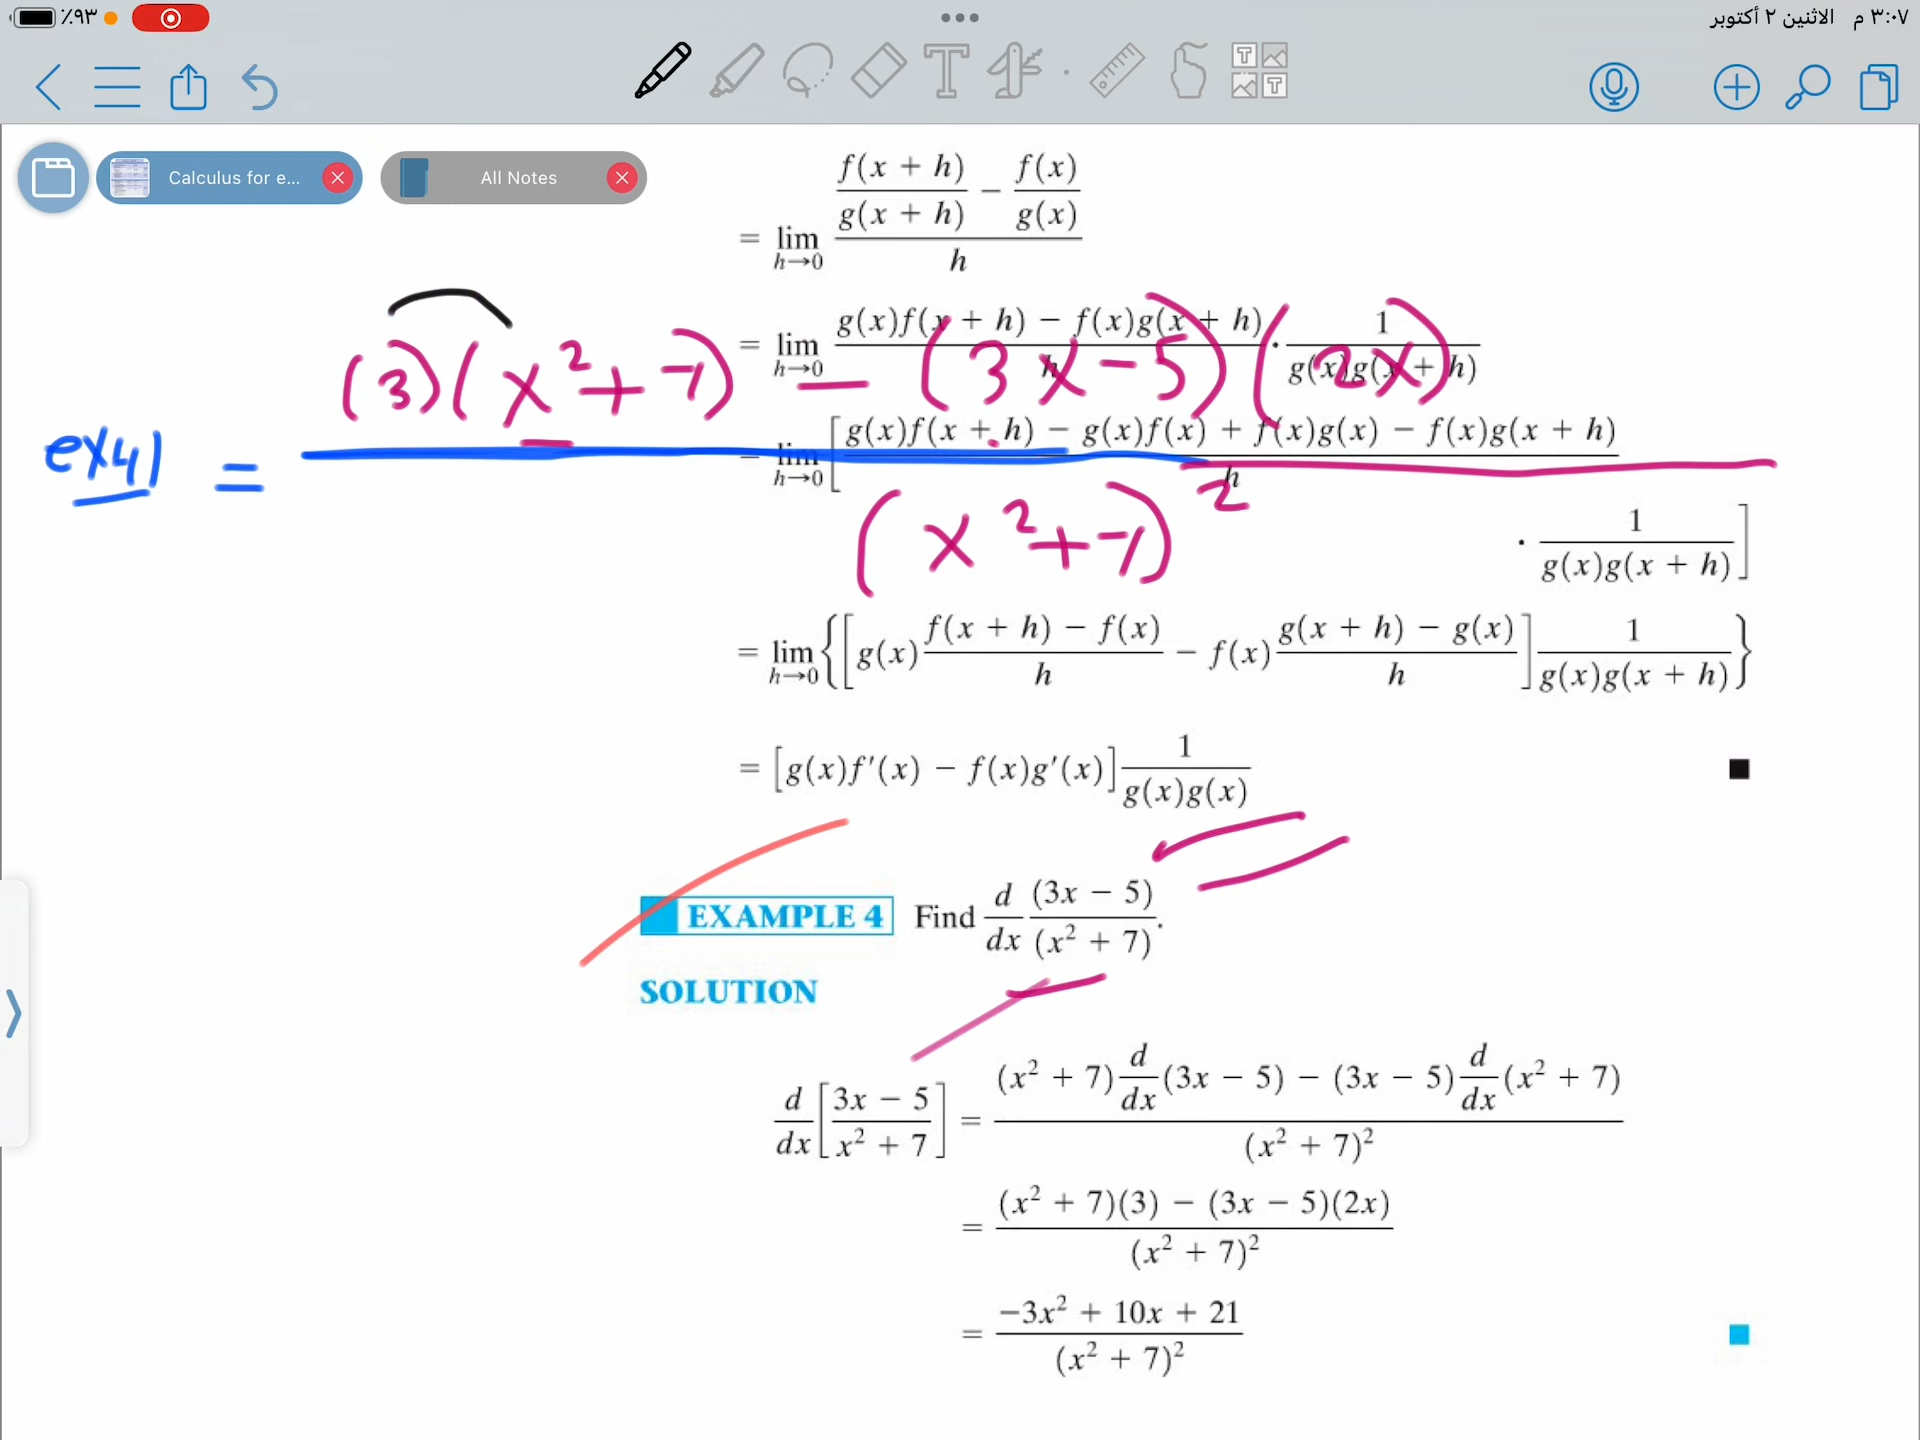 ٪٩٣
٣:٠٧ م الاثنين ٢ أكتوبر
Calculus for e...
All Notes
= lim h→0 [f(x + h)/g(x + h) − f(x)/g(x)] / h
= lim h→0 [g(x)f(x + h) − f(x)g(x + h)] / h · 1 / [g(x)g(x + h)]
(3)(x²+7) − (3x−5)(2x)
ex4) =
= lim h→0 [ [g(x)f(x + h) − g(x)f(x) + f(x)g(x) − f(x)g(x + h)] / h
(x²+7)²
· 1 / g(x)g(x + h) ]
= lim h→0 {[g(x) (f(x + h) − f(x))/h − f(x) (g(x + h) − g(x))/h] 1 / g(x)g(x + h)}
= [g(x)f′(x) − f(x)g′(x)] 1 / g(x)g(x)
EXAMPLE 4 Find d/dx (3x − 5)/(x² + 7).
SOLUTION
d/dx [(3x − 5)/(x² + 7)] = [(x² + 7) d/dx (3x − 5) − (3x − 5) d/dx (x² + 7)] / (x² + 7)²
= [(x² + 7)(3) − (3x − 5)(2x)] / (x² + 7)²
= (−3x² + 10x + 21) / (x² + 7)²